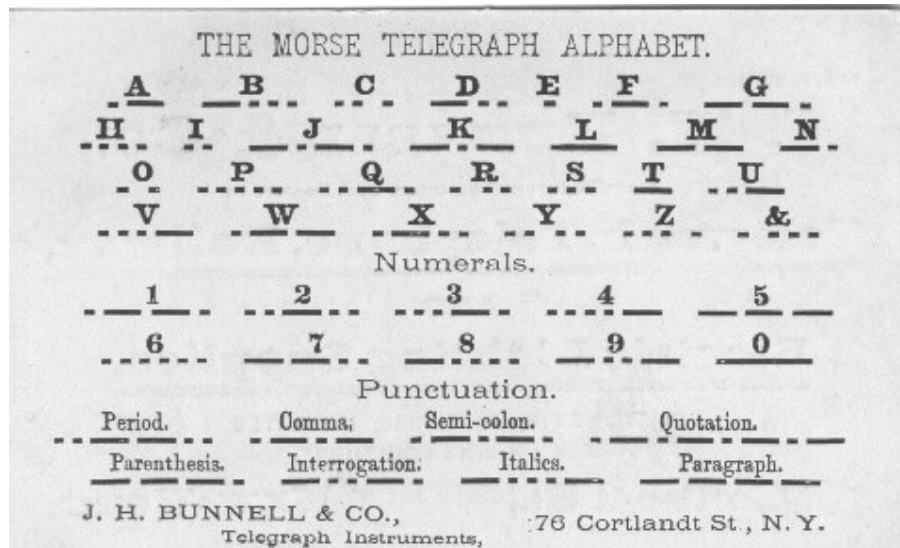 THE MORSE TELEGRAPH ALPHABET.
A B C D E F G
H I J K L M N
O P Q R S T U
V W X Y Z &
Numerals.
1 2 3 4 5
6 7 8 9 0
Punctuation.
Period. Comma; Semi-colon. Quotation.
Parenthesis. Interrogation. Italics. Paragraph.
J. H. BUNNELL & CO., 76 Cortlandt St., N. Y.
Telegraph Instruments,